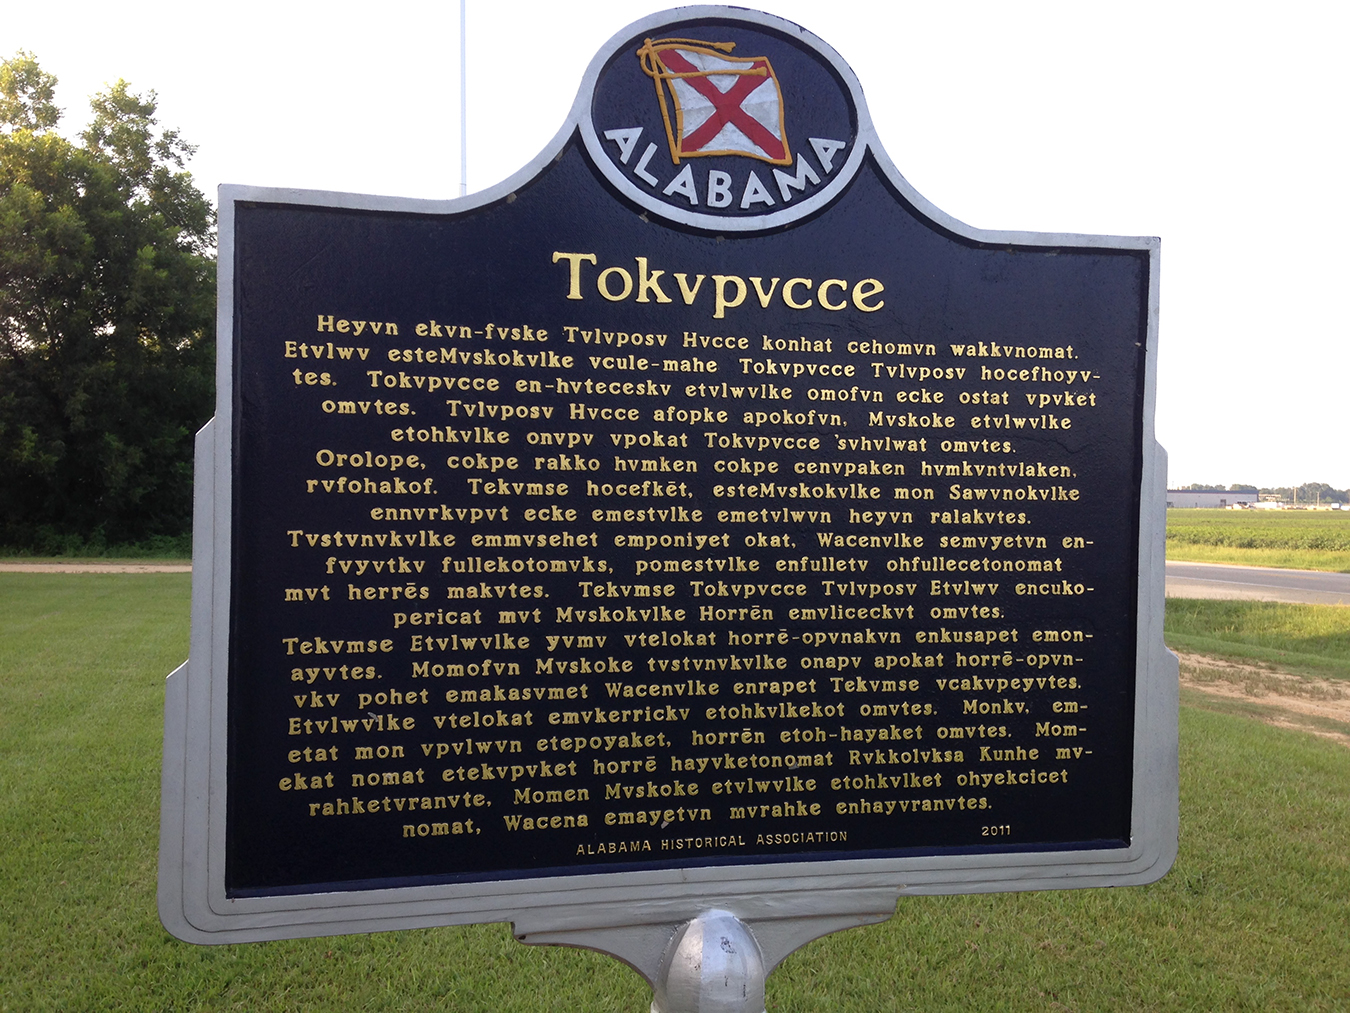 ALABAMA
Tokvpvcce
Heyvn ekvn-fvske Tvlvposv Hvcce konhat cehomvn wakkvnomat.
Etvlwv esteMvskokvlke vcule-mahe Tokvpvcce Tvlvposv hocefhoyv-
tes. Tokvpvcce en-hvteceskv etvlwvlke omofvn ecke ostat vpvket
omvtes. Tvlvposv Hvcce afopke apokofvn, Mvskoke etvlwvlke
etohkvlke onvpv vpokat Tokvpvcce 'svhvlwat omvtes.
Orolope, cokpe rakko hvmken cokpe cenvpaken hvmkvntvlaken,
rvfohakof. Tekvmse hocefkēt, esteMvskokvlke mon Sawvnokvlke
ennvrkvpvt ecke emestvlke emetvlwvn heyvn ralakvtes.
Tvstvnvkvlke emmvsehet emponiyet okat, Wacenvlke semvyetvn en-
fvyvtkv fullekotomvks, pomestvlke enfulletv ohfullecetonomat
mvt herrēs makvtes. Tekvmse Tokvpvcce Tvlvposv Etvlwv encuko-
pericat mvt Mvskokvlke Horrēn emvliceckvt omvtes.
Tekvmse Etvlwvlke yvmv vtelokat horrē-opvnakvn enkusapet emon-
ayvtes. Momofvn Mvskoke tvstvnvkvlke onapv apokat horrē-opvn-
vkv pohet emakasvmet Wacenvlke enrapet Tekvmse vcakvpeyvtes.
Etvlwvlke vtelokat emvkerrickv etohkvlkekot omvtes. Monkv, em-
etat mon vpvlwvn etepoyaket, horrēn etoh-hayaket omvtes. Mom-
ekat nomat etekvpvket horrē hayvketonomat Rvkkolvksa Kunhe mv-
rahketvranvte, Momen Mvskoke etvlwvlke etohkvlket ohyekcicet
nomat, Wacena emayetvn mvrahke enhayvranvtes.
ALABAMA HISTORICAL ASSOCIATION 2011